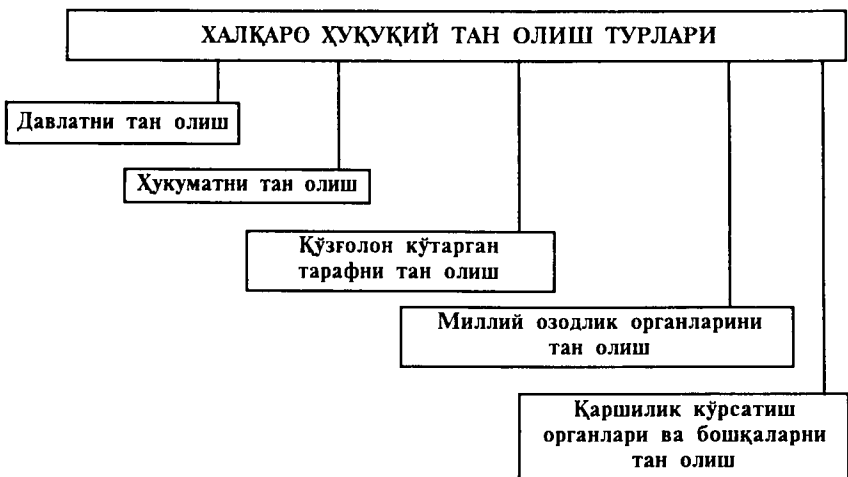 ХАЛҚАРО ҲУҚУҚИЙ ТАН ОЛИШ ТУРЛАРИ
Давлатни тан олиш
Ҳукуматни тан олиш
Қўзғолон кўтарган
тарафни тан олиш
Миллий озодлик органларини
тан олиш
Қаршилик кўрсатиш
органлари ва бошқаларни
тан олиш